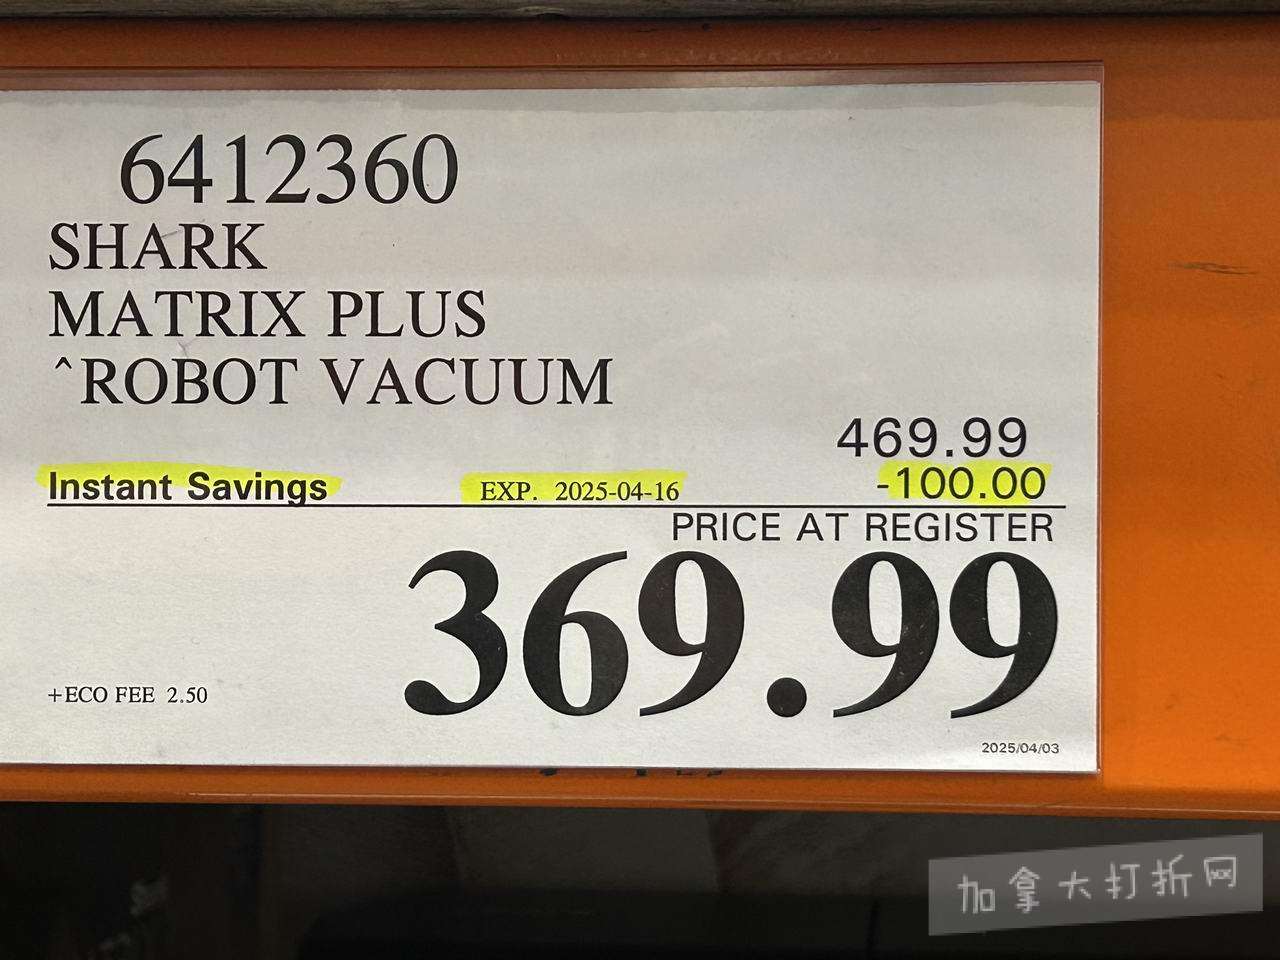 6412360
SHARK
MATRIX PLUS
^ROBOT VACUUM
469.99
Instant Savings EXP. 2025-04-16 -100.00
PRICE AT REGISTER
369.99
+ECO FEE 2.50
2025/04/03
加拿大打折网